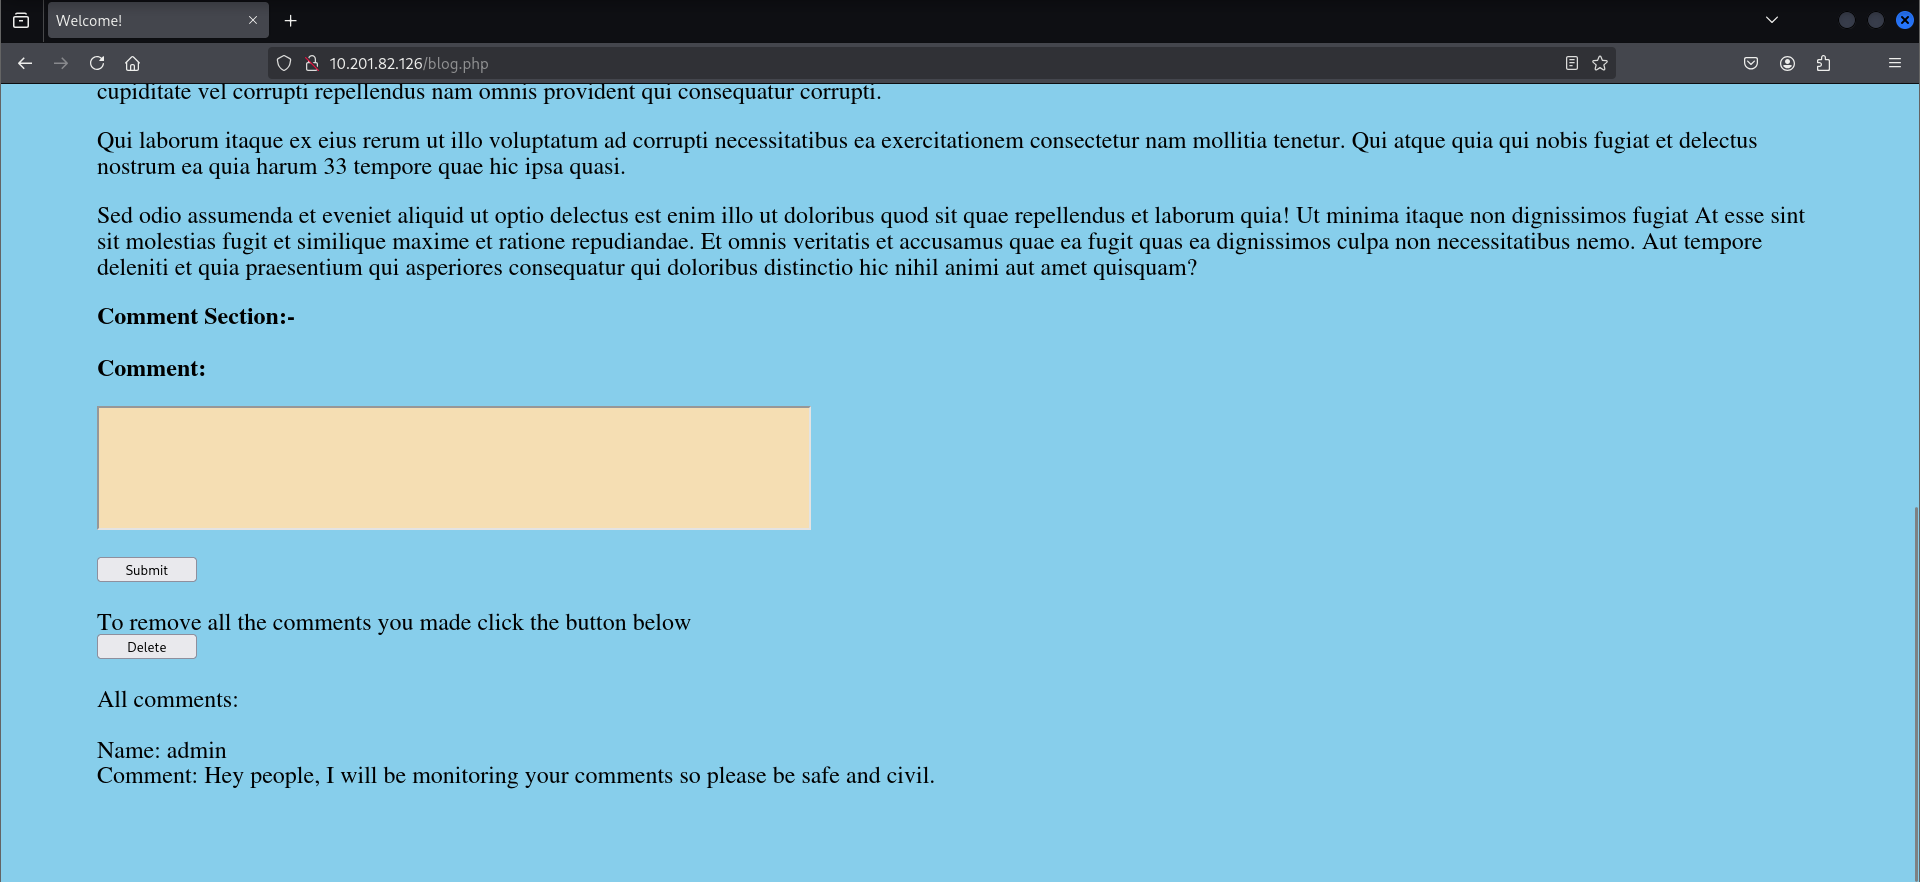 Welcome!
10.201.82.126/blog.php
cupiditate vel corrupti repellendus nam omnis provident qui consequatur corrupti.
Qui laborum itaque ex eius rerum ut illo voluptatum ad corrupti necessitatibus ea exercitationem consectetur nam mollitia tenetur. Qui atque quia qui nobis fugiat et delectus
nostrum ea quia harum 33 tempore quae hic ipsa quasi.
Sed odio assumenda et eveniet aliquid ut optio delectus est enim illo ut doloribus quod sit quae repellendus et laborum quia! Ut minima itaque non dignissimos fugiat At esse sint
sit molestias fugit et similique maxime et ratione repudiandae. Et omnis veritatis et accusamus quae ea fugit quas ea dignissimos culpa non necessitatibus nemo. Aut tempore
deleniti et quia praesentium qui asperiores consequatur qui doloribus distinctio hic nihil animi aut amet quisquam?
Comment Section:-
Comment:
Submit
To remove all the comments you made click the button below
Delete
All comments:
Name: admin
Comment: Hey people, I will be monitoring your comments so please be safe and civil.